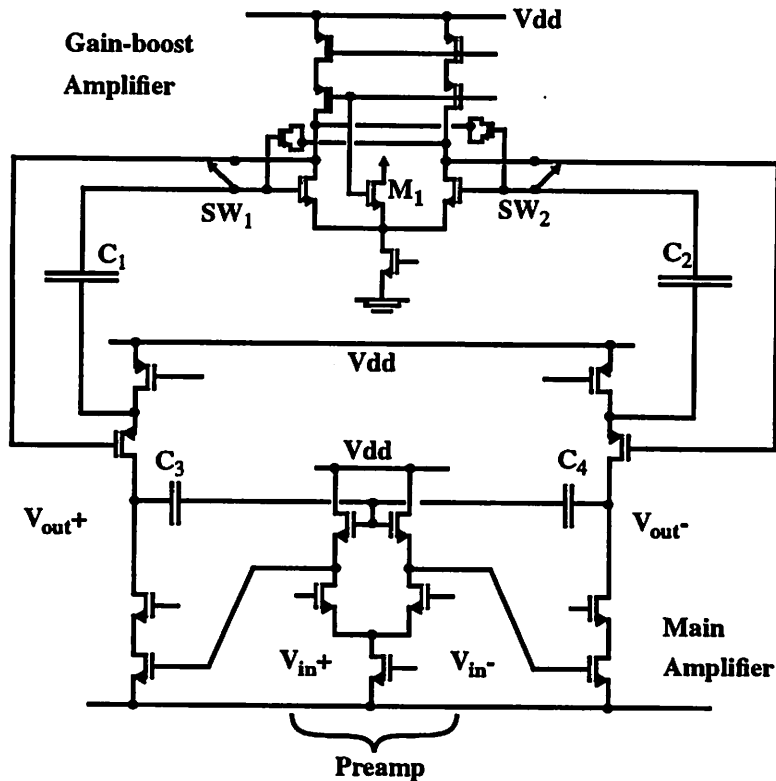 Vdd
Gain-boost
Amplifier
M1
SW1
SW2
C1
C2
Vdd
C3
Vdd
C4
Vout+
Vout-
Main
Amplifier
Vin+
Vin-
Preamp